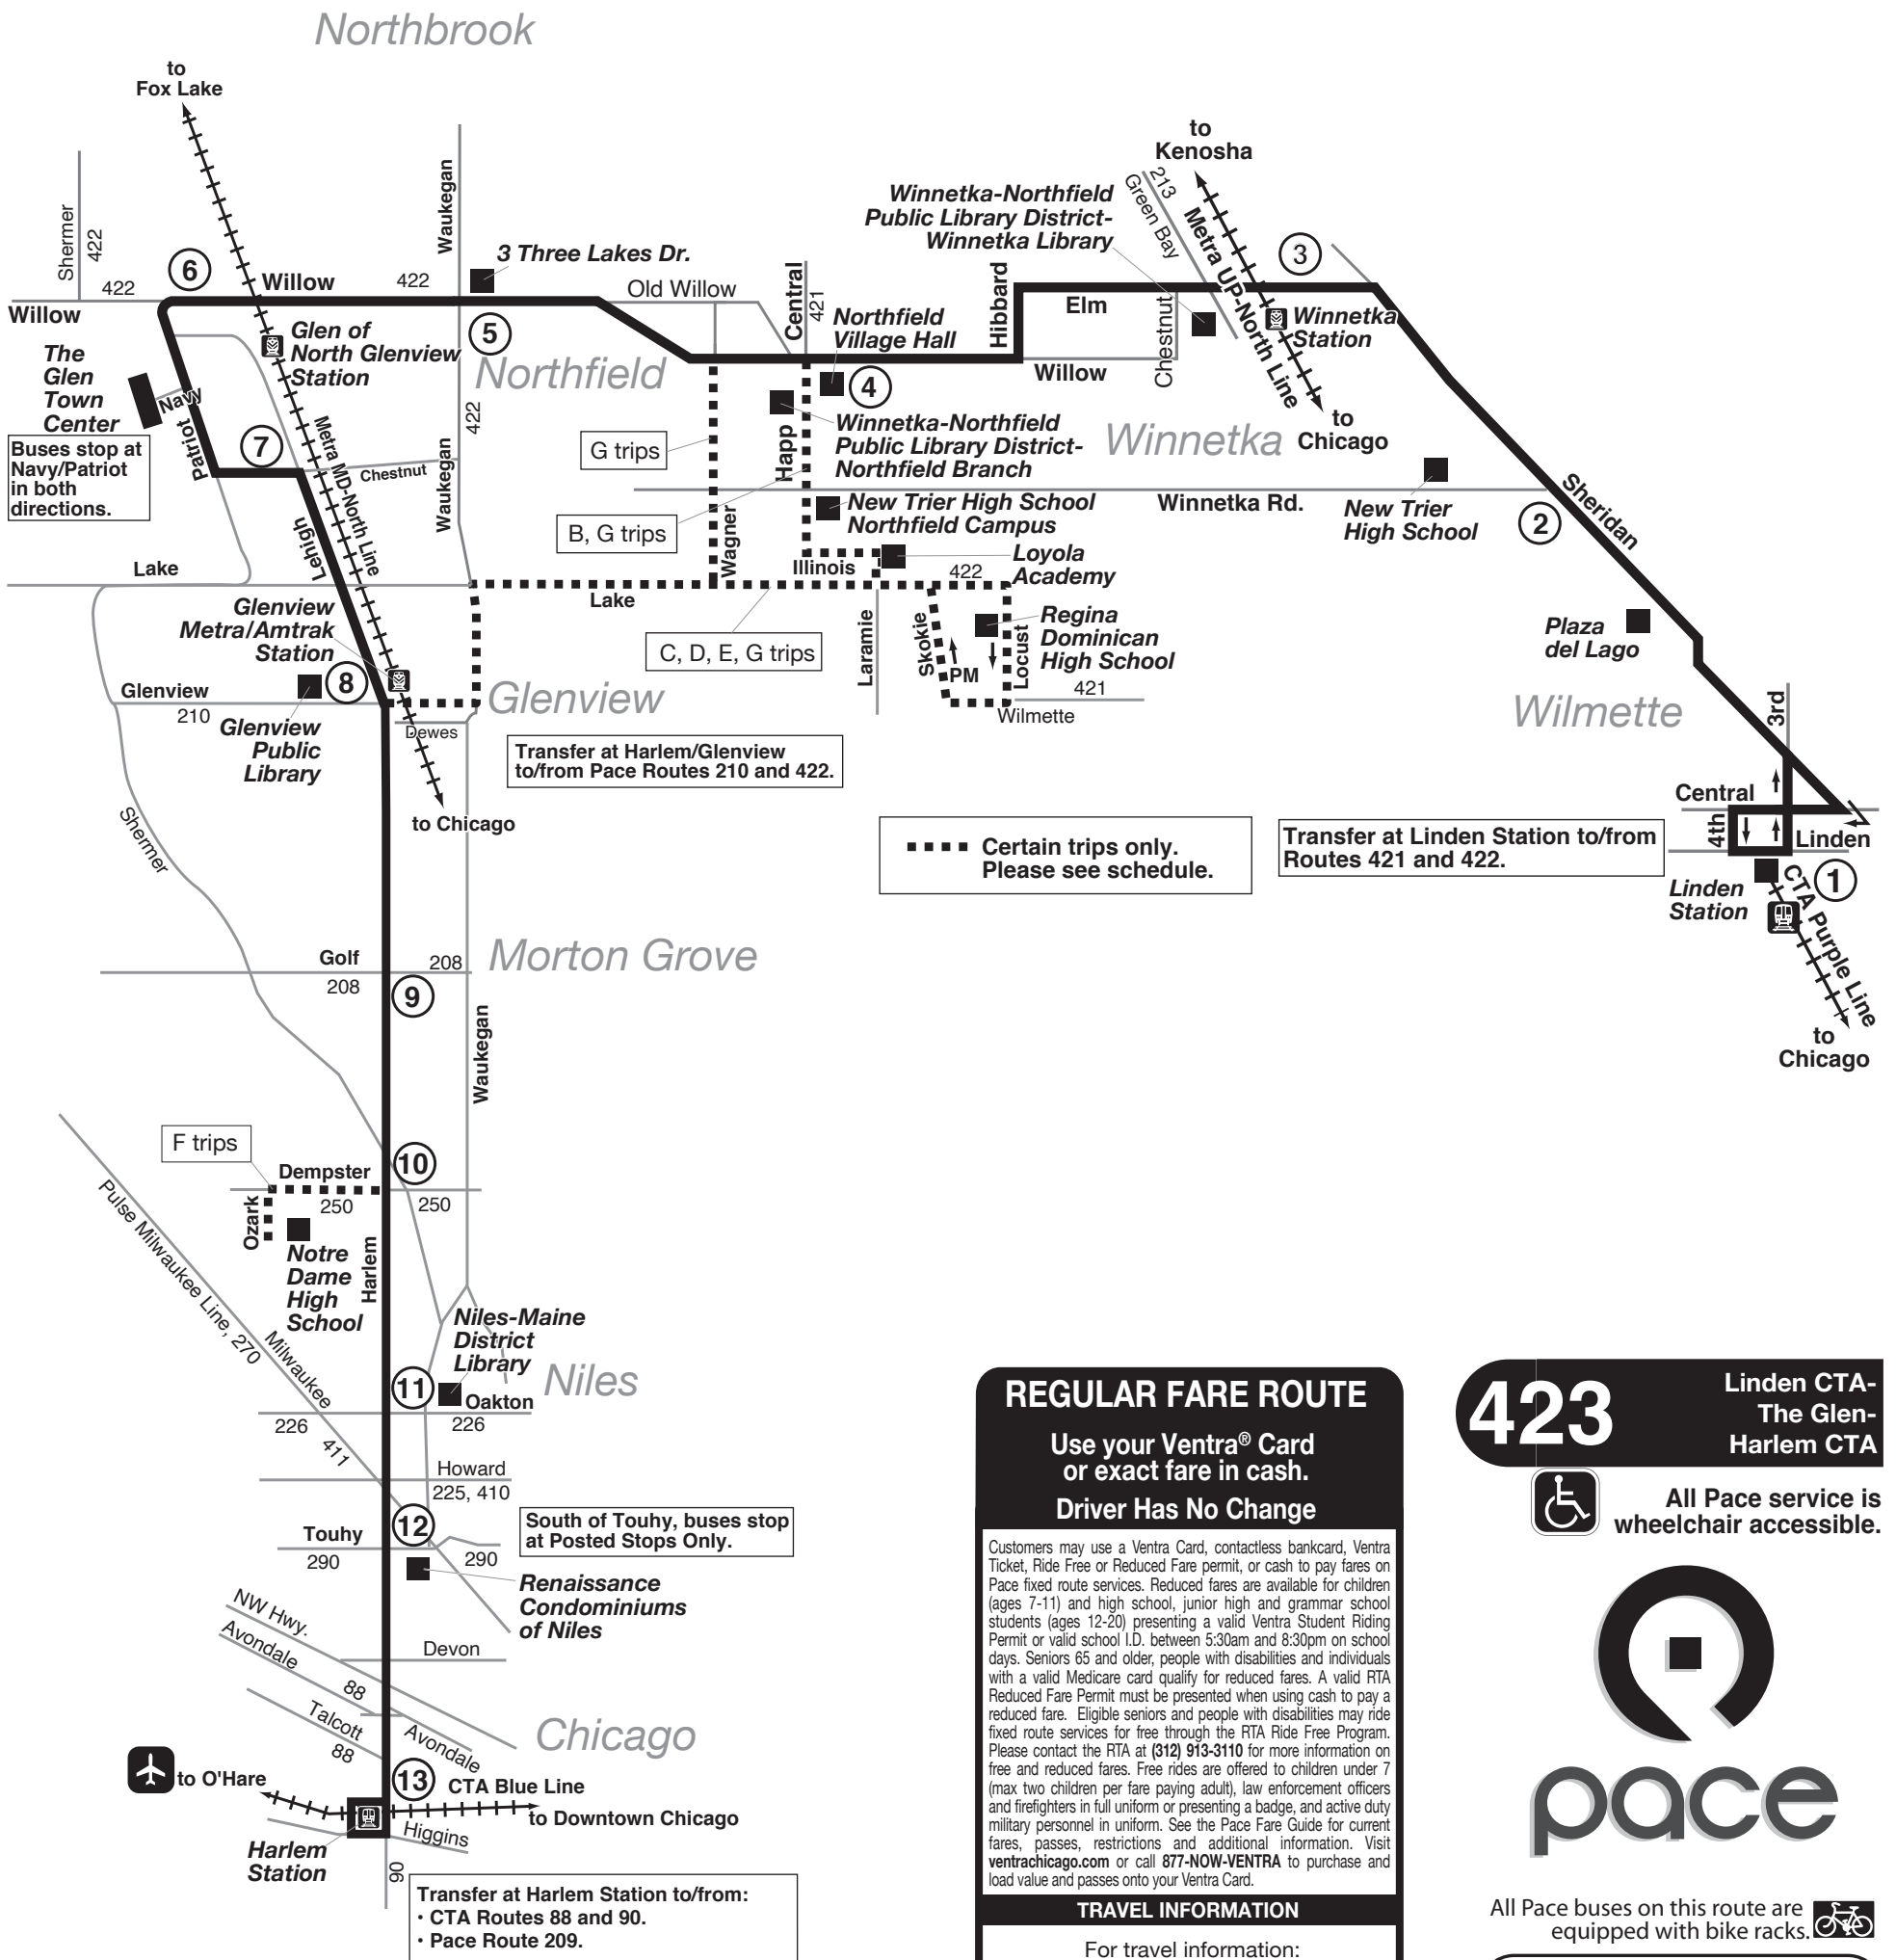 Northbrook
to
Fox Lake
Shermer
422
422
Willow
6
Willow
422
Waukegan
3 Three Lakes Dr.
5
Old Willow
Northfield
Glen of
North Glenview
Station
The
Glen
Town
Center
Navy
Patriot
Buses stop at
Navy/Patriot
in both
directions.
7
Metra MD-North Line
Chestnut
Waukegan
422
Lehigh
Lake
Central
421
Northfield
Village Hall
4
Hibbard
Elm
Willow
Chestnut
Winnetka-Northfield
Public Library District-
Winnetka Library
to
Kenosha
213
Green Bay
Metra UP-North Line
3
Winnetka
Station
to
Chicago
Winnetka
G trips
Happ
Winnetka-Northfield
Public Library District-
Northfield Branch
B, G trips
Wagner
New Trier High School
Northfield Campus
Winnetka Rd.
New Trier
High School
2
Sheridan
Illinois
Loyola
Academy
422
Lake
C, D, E, G trips
Laramie
Skokie
PM
Regina
Dominican
High School
Locust
421
Wilmette
Plaza
del Lago
Wilmette
3rd
Central
4th
Linden
1
Linden
Station
CTA Purple Line
to
Chicago
Transfer at Linden Station to/from
Routes 421 and 422.
Glenview
Metra/Amtrak
Station
8
Glenview
210
Glenview
Public
Library
Glenview
Dewes
to Chicago
Transfer at Harlem/Glenview
to/from Pace Routes 210 and 422.
Certain trips only.
Please see schedule.
Shermer
Golf
208
208
9
Morton Grove
Waukegan
F trips
Dempster
250
250
10
Ozark
Notre
Dame
High
School
Harlem
Pulse Milwaukee Line, 270
Milwaukee
Niles-Maine
District
Library
Niles
11
Oakton
226
226
411
Howard
225, 410
12
Touhy
290
290
South of Touhy, buses stop
at Posted Stops Only.
Renaissance
Condominiums
of Niles
NW Hwy.
Avondale
88
Devon
Talcott
88
Avondale
Chicago
to O'Hare
13
CTA Blue Line
to Downtown Chicago
Higgins
Harlem
Station
90
Transfer at Harlem Station to/from:
• CTA Routes 88 and 90.
• Pace Route 209.
REGULAR FARE ROUTE
Use your Ventra® Card
or exact fare in cash.
Driver Has No Change
Customers may use a Ventra Card, contactless bankcard, Ventra
Ticket, Ride Free or Reduced Fare permit, or cash to pay fares on
Pace fixed route services. Reduced fares are available for children
(ages 7-11) and high school, junior high and grammar school
students (ages 12-20) presenting a valid Ventra Student Riding
Permit or valid school I.D. between 5:30am and 8:30pm on school
days. Seniors 65 and older, people with disabilities and individuals
with a valid Medicare card qualify for reduced fares. A valid RTA
Reduced Fare Permit must be presented when using cash to pay a
reduced fare. Eligible seniors and people with disabilities may ride
fixed route services for free through the RTA Ride Free Program.
Please contact the RTA at (312) 913-3110 for more information on
free and reduced fares. Free rides are offered to children under 7
(max two children per fare paying adult), law enforcement officers
and firefighters in full uniform or presenting a badge, and active duty
military personnel in uniform. See the Pace Fare Guide for current
fares, passes, restrictions and additional information. Visit
ventrachicago.com or call 877-NOW-VENTRA to purchase and
load value and passes onto your Ventra Card.
TRAVEL INFORMATION
For travel information:
423
Linden CTA-
The Glen-
Harlem CTA
All Pace service is
wheelchair accessible.
pace
All Pace buses on this route are
equipped with bike racks.